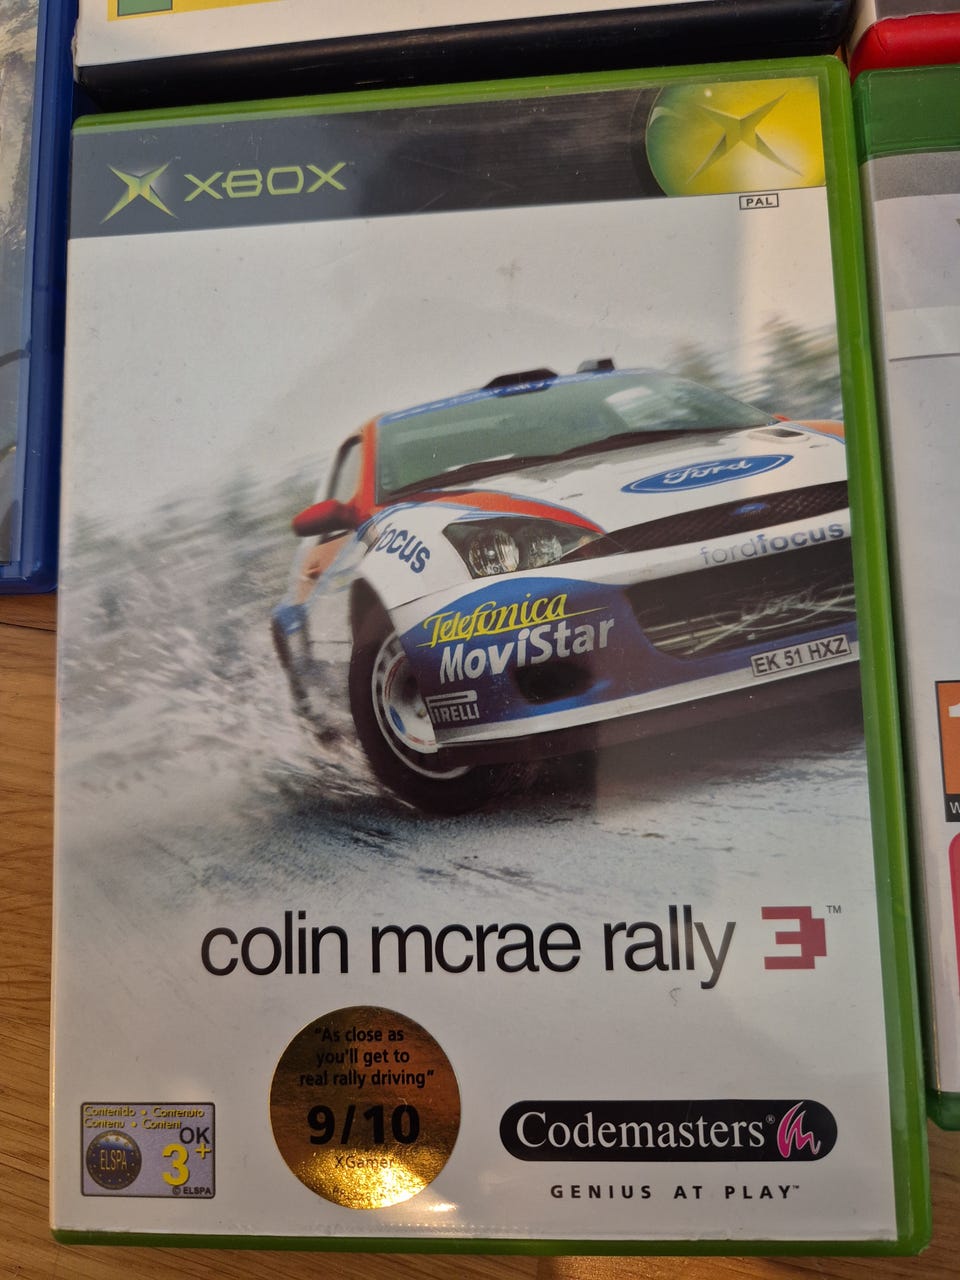 XBOX
PAL
Ford
focus
fordfocus
Telefonica
MoviStar
EK 51 HXZ
PIRELLI
colin mcrae rally 3™
"As close as
you'll get to
real rally driving"
9/10
XGamer
Contenido • Contenuto
Contenu • Content
OK
3+
ELSPA
© ELSPA
Codemasters®
GENIUS AT PLAY™